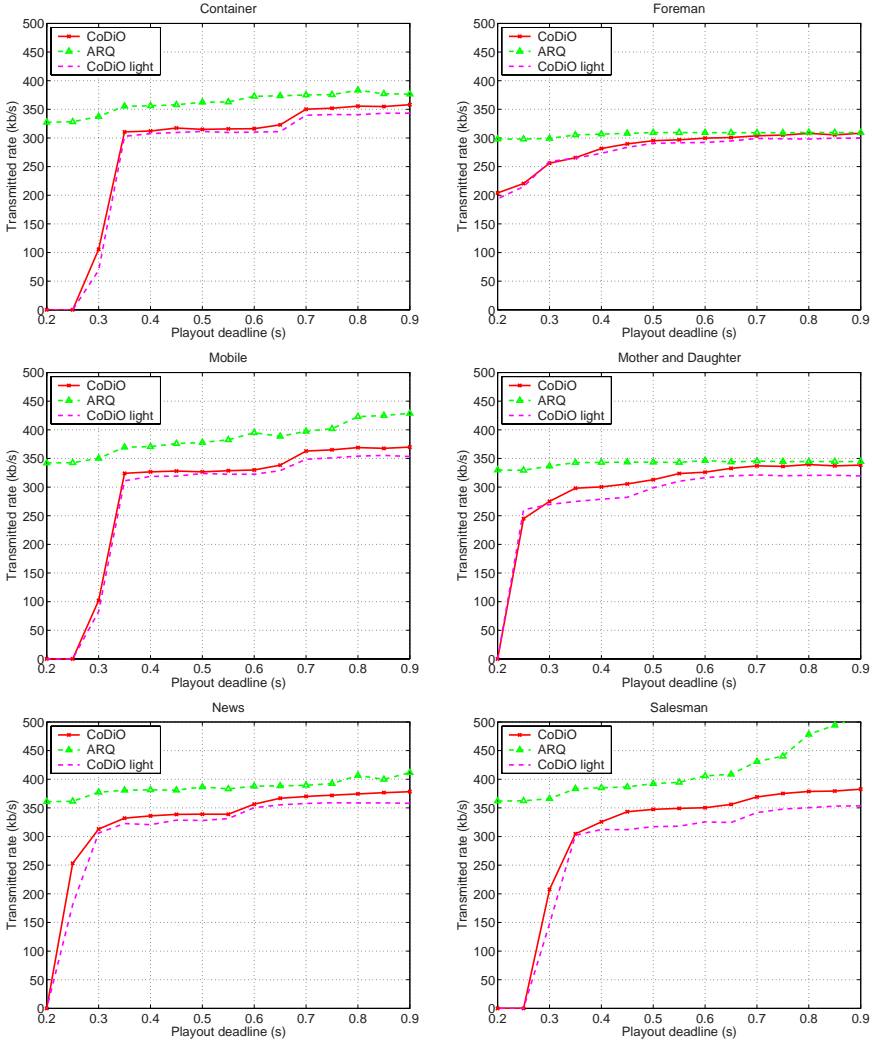 Container
500
450
400
350
300
250
200
150
100
50
0
Transmitted rate (kb/s)
CoDiO
ARQ
CoDiO light
0.2 0.3 0.4 0.5 0.6 0.7 0.8 0.9
Playout deadline (s)
Foreman
500
450
400
350
300
250
200
150
100
50
0
Transmitted rate (kb/s)
CoDiO
ARQ
CoDiO light
0.2 0.3 0.4 0.5 0.6 0.7 0.8 0.9
Playout deadline (s)
Mobile
500
450
400
350
300
250
200
150
100
50
0
Transmitted rate (kb/s)
CoDiO
ARQ
CoDiO light
0.2 0.3 0.4 0.5 0.6 0.7 0.8 0.9
Playout deadline (s)
Mother and Daughter
500
450
400
350
300
250
200
150
100
50
0
Transmitted rate (kb/s)
CoDiO
ARQ
CoDiO light
0.2 0.3 0.4 0.5 0.6 0.7 0.8 0.9
Playout deadline (s)
News
500
450
400
350
300
250
200
150
100
50
0
Transmitted rate (kb/s)
CoDiO
ARQ
CoDiO light
0.2 0.3 0.4 0.5 0.6 0.7 0.8 0.9
Playout deadline (s)
Salesman
500
450
400
350
300
250
200
150
100
50
0
Transmitted rate (kb/s)
CoDiO
ARQ
CoDiO light
0.2 0.3 0.4 0.5 0.6 0.7 0.8 0.9
Playout deadline (s)